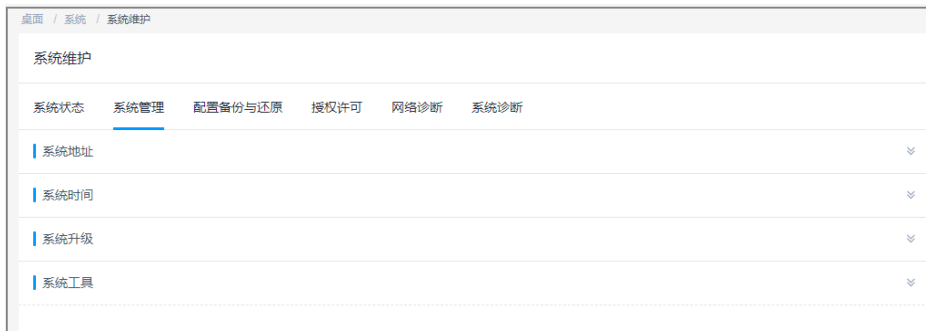 桌面 / 系统 / 系统维护
系统维护
系统状态 系统管理 配置备份与还原 授权许可 网络诊断 系统诊断
系统地址
系统时间
系统升级
系统工具